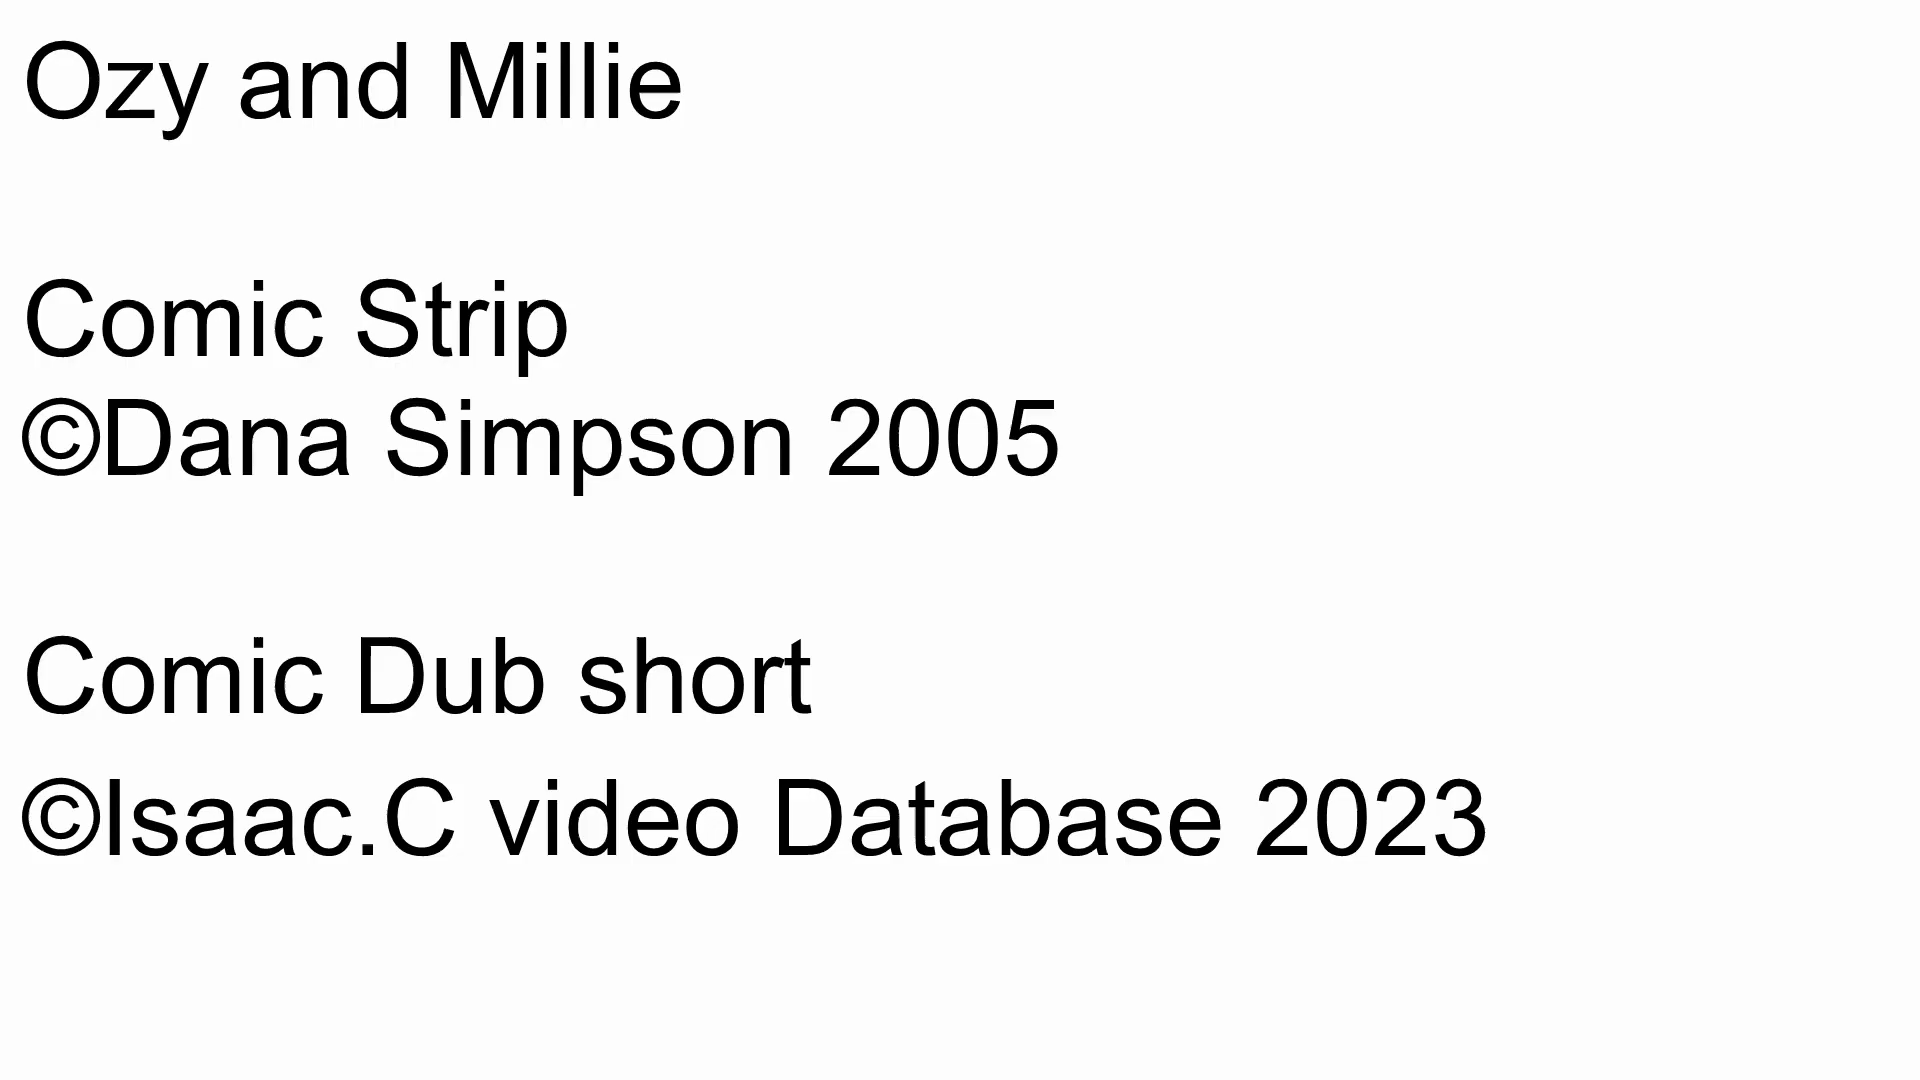 Ozy and Millie
Comic Strip
©Dana Simpson 2005
Comic Dub short
©Isaac.C video Database 2023